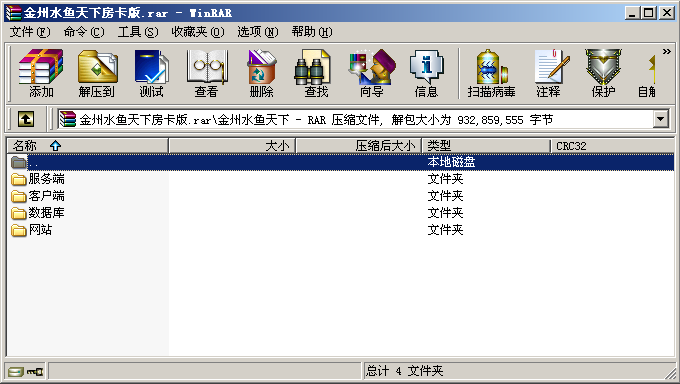 金州水鱼天下房卡版.rar - WinRAR
文件(F) 命令(C) 工具(S) 收藏夹(O) 选项(N) 帮助(H)
添加 解压到 测试 查看 删除 查找 向导 信息 扫描病毒 注释 保护 自解 »
金州水鱼天下房卡版.rar\金州水鱼天下 - RAR 压缩文件, 解包大小为 932,859,555 字节
名称 大小 压缩后大小 类型 CRC32
.. 本地磁盘
服务端 文件夹
客户端 文件夹
数据库 文件夹
网站 文件夹
总计 4 文件夹